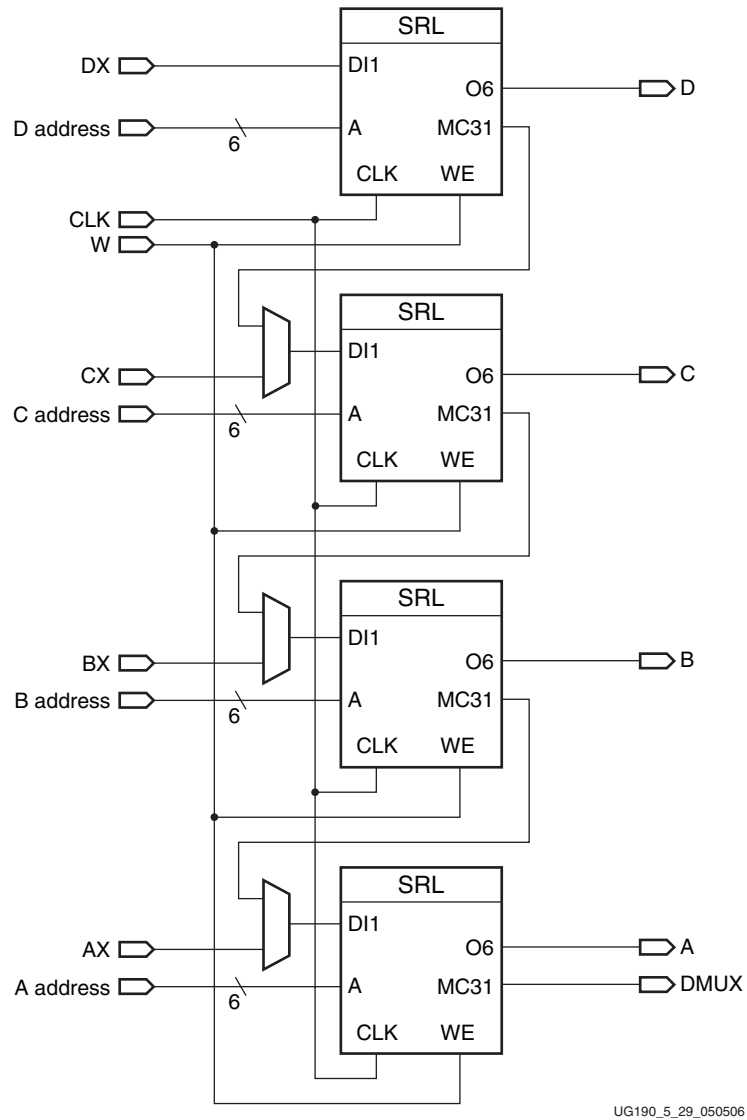 SRL
DX DI1
O6 D
D address 6 A MC31
CLK WE
CLK
W
SRL
DI1
CX O6 C
C address 6 A MC31
CLK WE
SRL
DI1
BX O6 B
B address 6 A MC31
CLK WE
SRL
DI1
AX O6 A
A address 6 A MC31 DMUX
CLK WE
UG190_5_29_050506